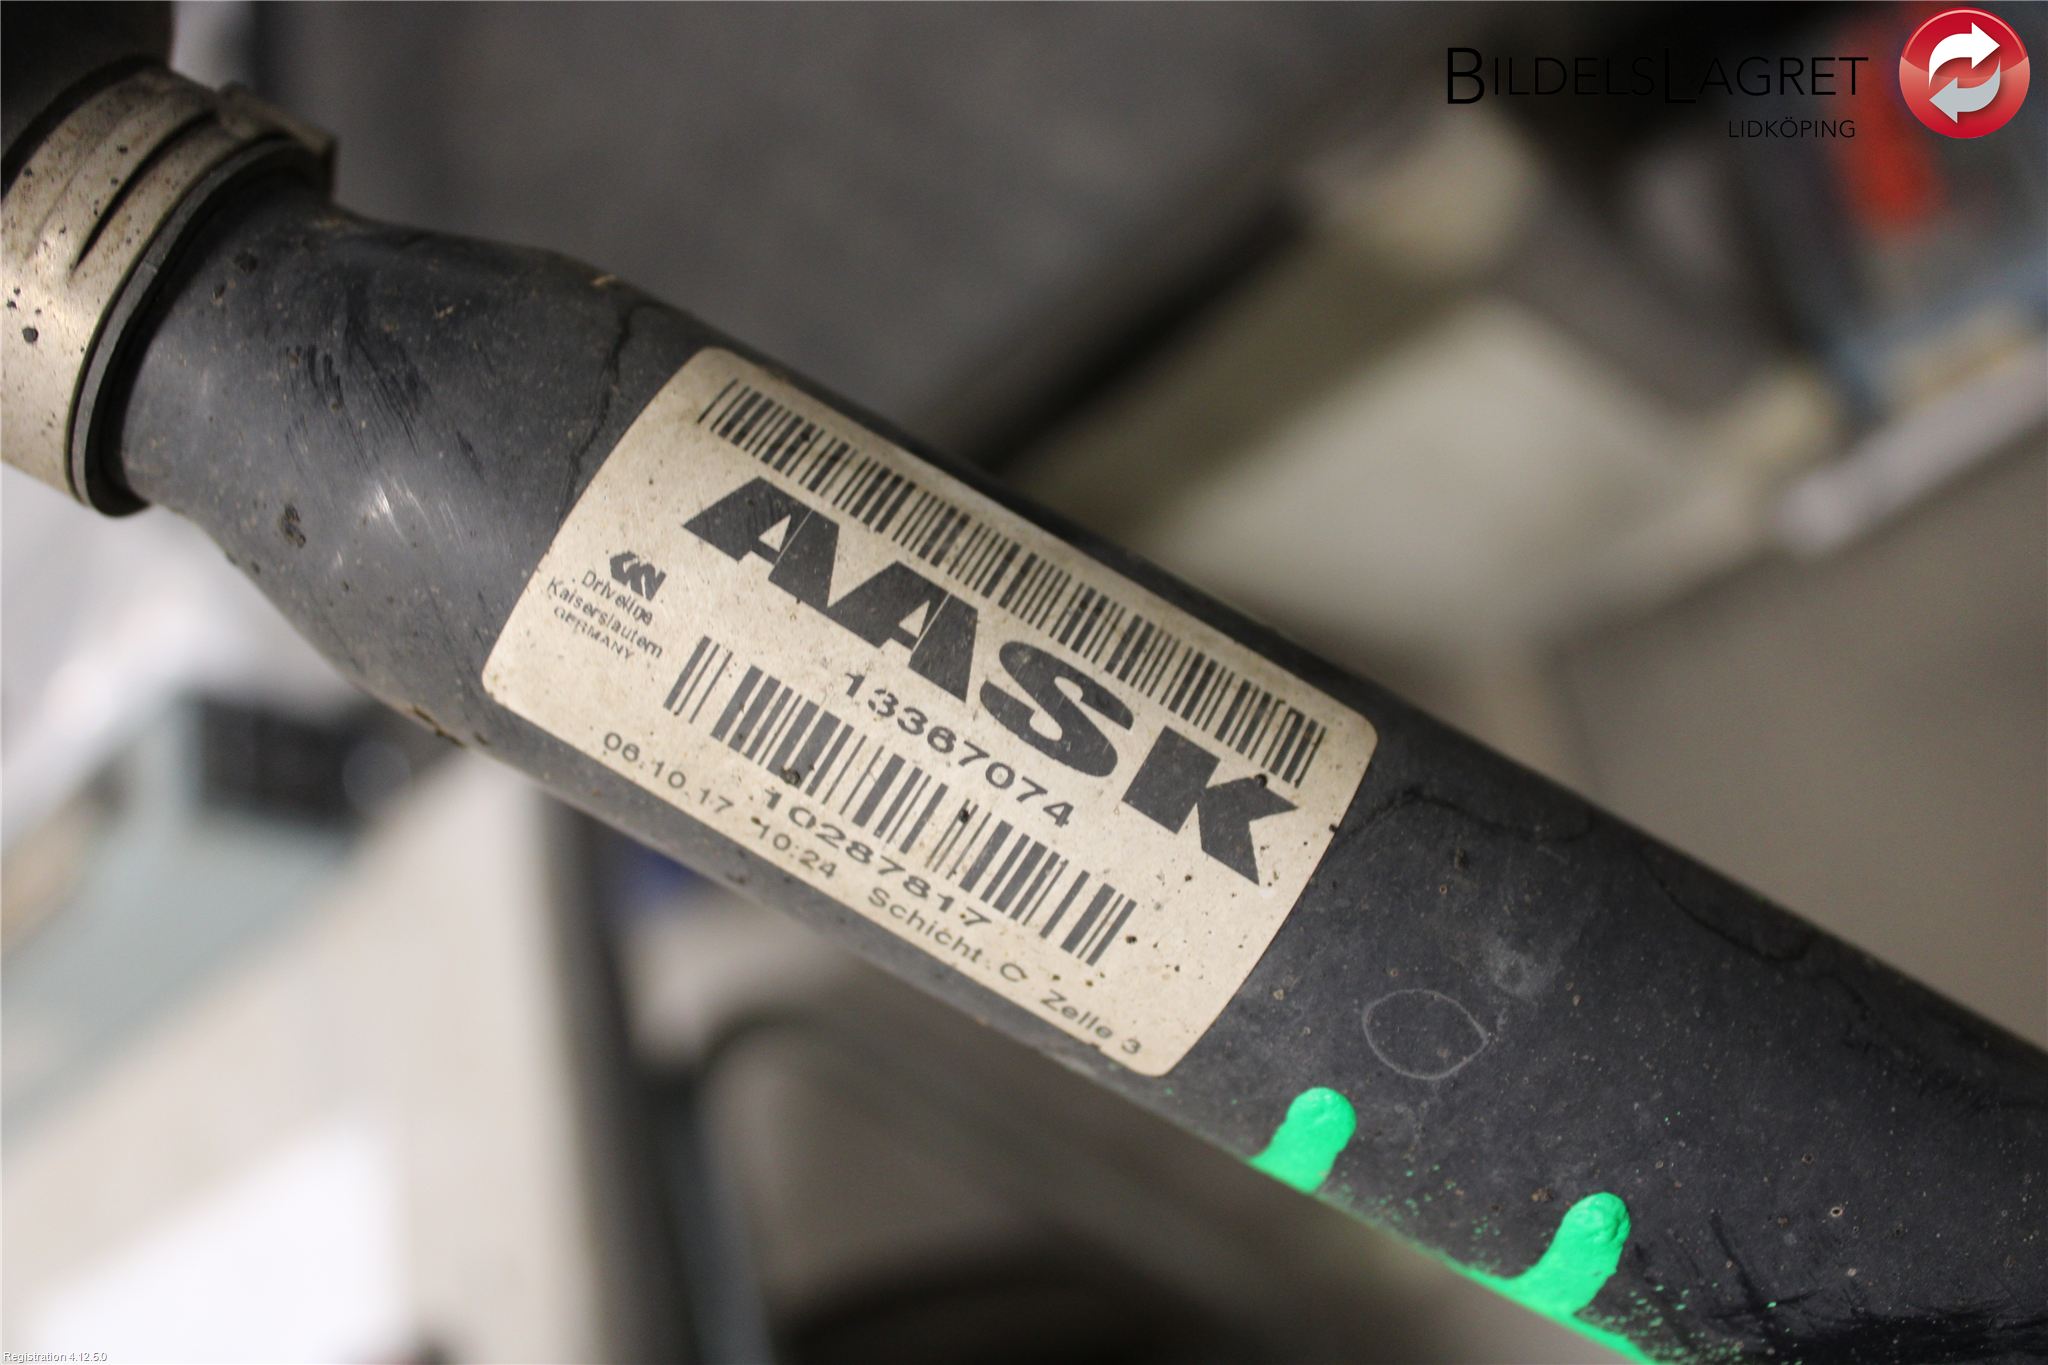 BILDELSLAGRET
LIDKÖPING
AASK
GKN
Driveline
Kaiserslautern
GERMANY
13367074
10287817
06.10.17 10:24 Schicht: C Zelle 3
Registration 4.12.5.0